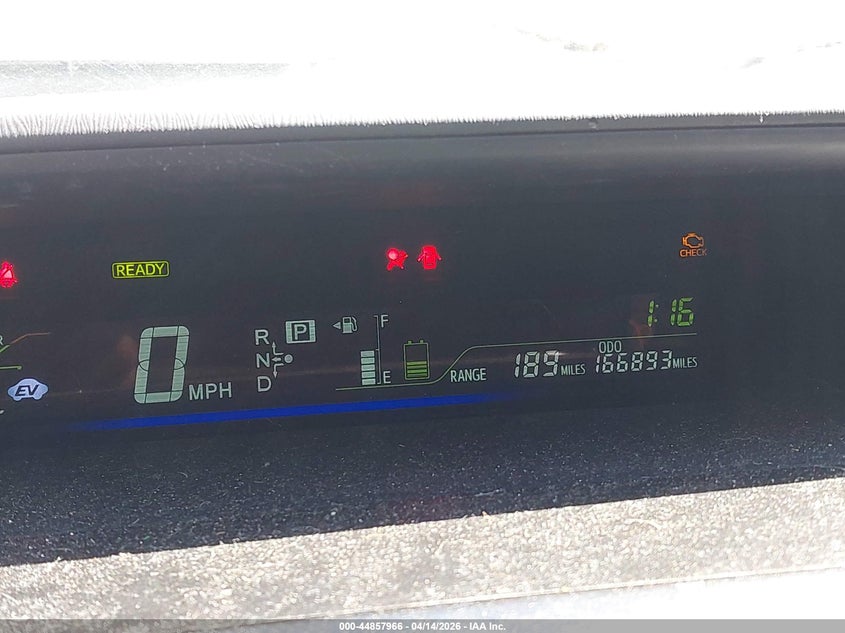 READY
CHECK
1:16
R
N
D
P
F
E
0 MPH
EV
RANGE 189 MILES
ODO
166893 MILES
000-44857966 - 04/14/2026 - IAA Inc.